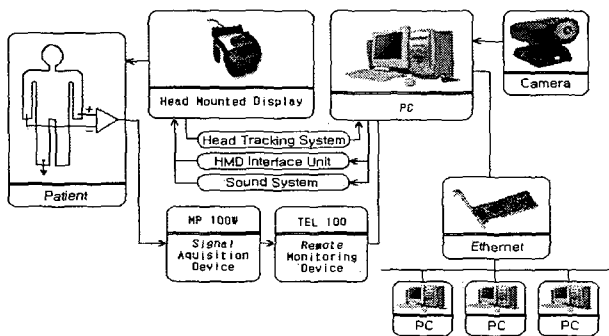 Head Mounted Display
PC
Camera
Patient
Head Tracking System
HMD Interface Unit
Sound System
MP 100W
Signal
Aquisition
Device
TEL 100
Remote
Monitoring
Device
Ethernet
PC
PC
PC